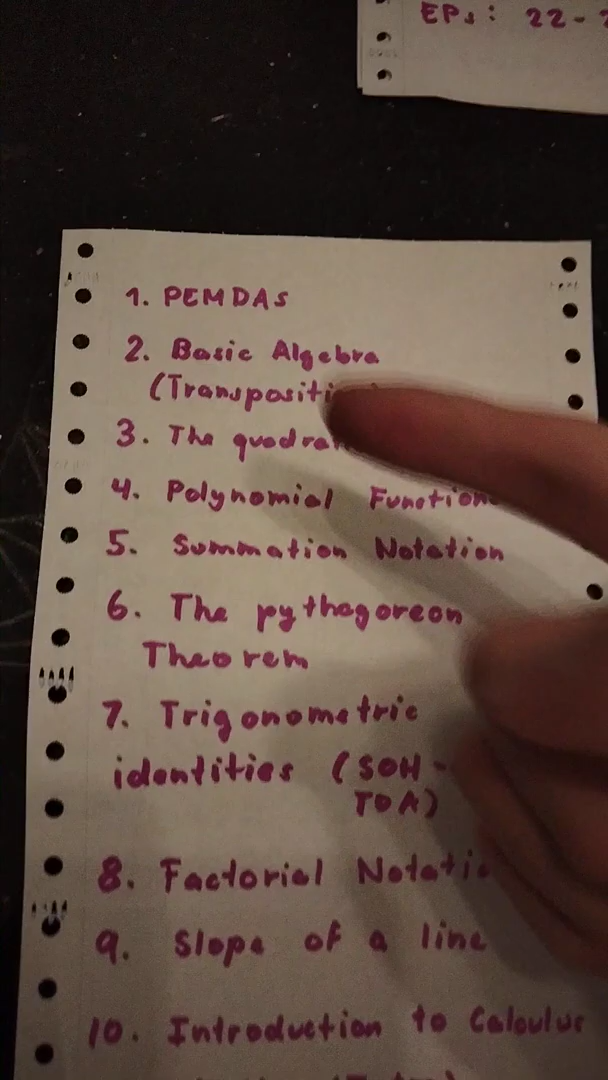 EPs: 22-
1. PEMDAS
2. Basic Algebra
(Transpositi
3. The quadra
4. Polynomial Function
5. Summation Notation
6. The pythagorean
Theorem
7. Trigonometric
identities (SOH-
TOA)
8. Factorial Notati
9. Slope of a line
10. Introduction to Calculus